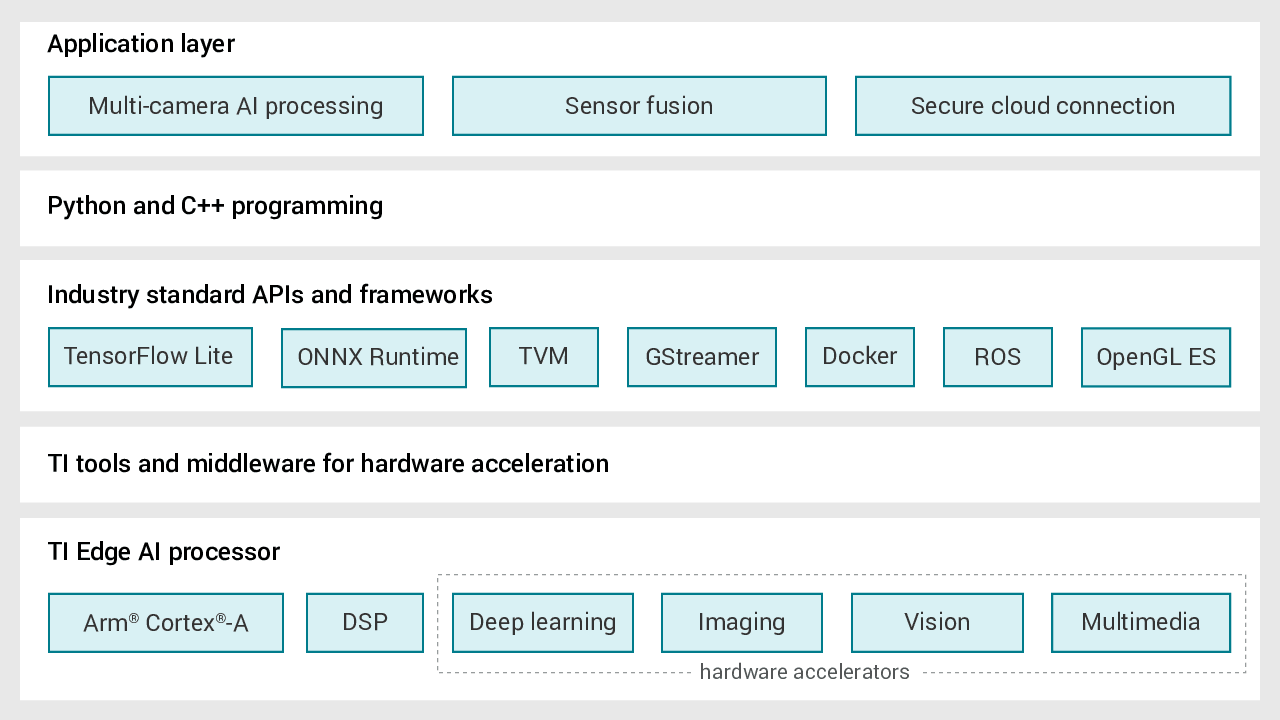 Application layer
Multi-camera AI processing
Sensor fusion
Secure cloud connection
Python and C++ programming
Industry standard APIs and frameworks
TensorFlow Lite
ONNX Runtime
TVM
GStreamer
Docker
ROS
OpenGL ES
TI tools and middleware for hardware acceleration
TI Edge AI processor
Arm® Cortex®-A
DSP
Deep learning
Imaging
Vision
Multimedia
hardware accelerators